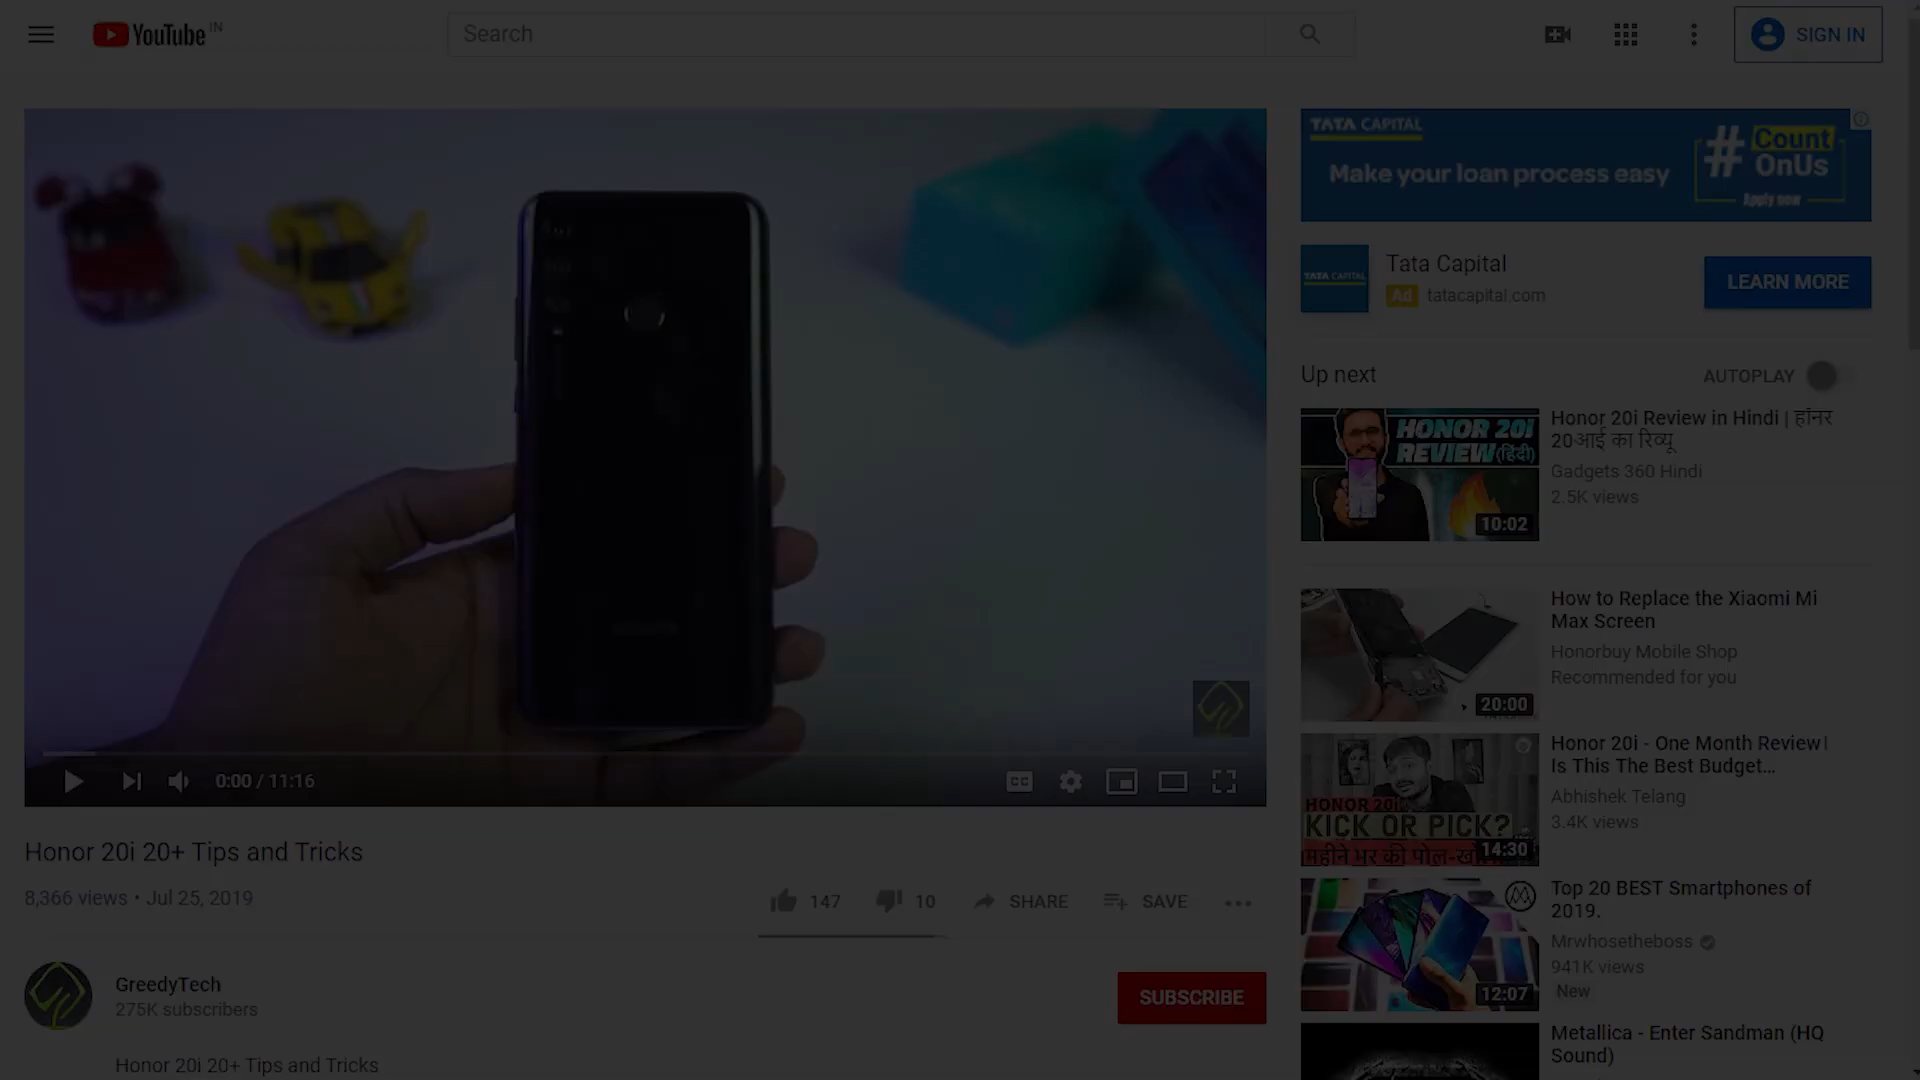 YouTube IN
Search
SIGN IN
TATA CAPITAL
Make your loan process easy
# Count
OnUs
Apply now
TATA CAPITAL
Tata Capital
Ad tatacapital.com
LEARN MORE
Up next
AUTOPLAY
HONOR 20i
REVIEW (हिंदी)
10:02
Honor 20i Review in Hindi | हॉनर
20आई का रिव्यू
Gadgets 360 Hindi
2.5K views
20:00
How to Replace the Xiaomi Mi
Max Screen
Honorbuy Mobile Shop
Recommended for you
HONOR 20i
KICK OR PICK?
महीने भर की पोल-खो
14:30
Honor 20i - One Month Review|
Is This The Best Budget...
Abhishek Telang
3.4K views
12:07
Top 20 BEST Smartphones of
2019.
Mrwhosetheboss
941K views
New
Metallica - Enter Sandman (HQ
Sound)
0:00 / 11:16
CC
Honor 20i 20+ Tips and Tricks
8,366 views • Jul 25, 2019
147
10
SHARE
SAVE
GreedyTech
275K subscribers
SUBSCRIBE
Honor 20i 20+ Tips and Tricks